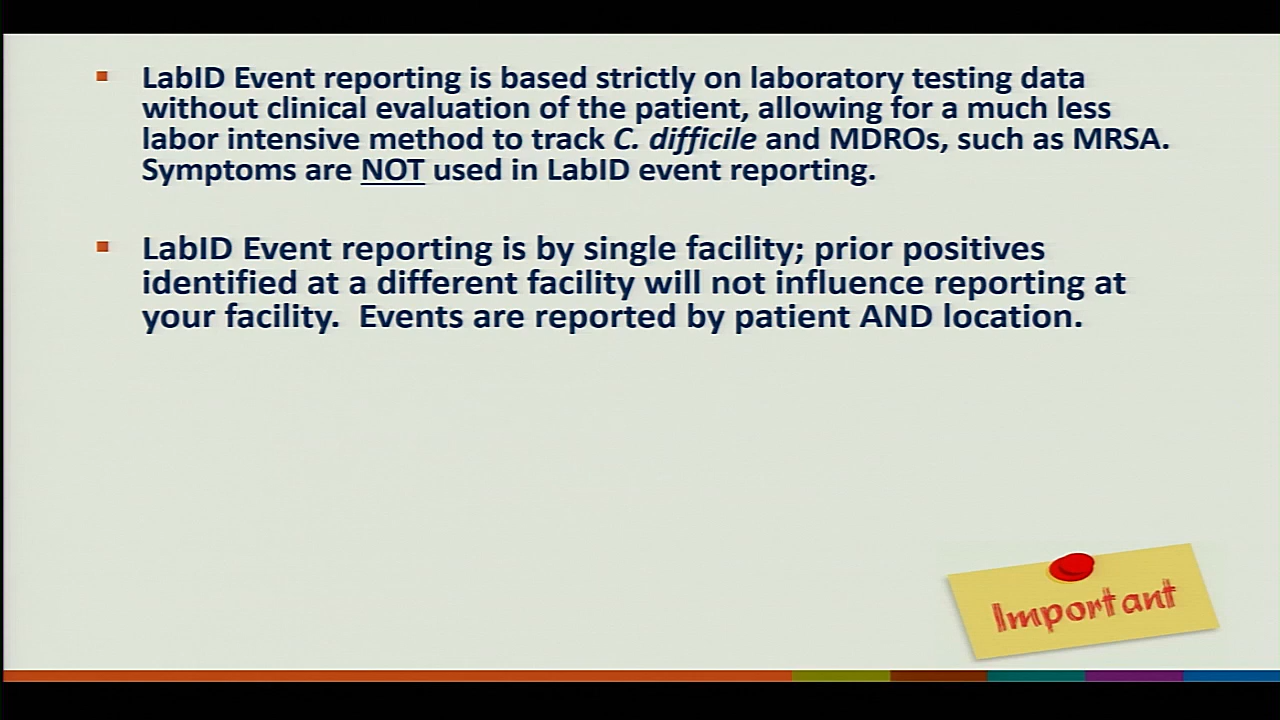 LabID Event reporting is based strictly on laboratory testing data
without clinical evaluation of the patient, allowing for a much less
labor intensive method to track C. difficile and MDROs, such as MRSA.
Symptoms are NOT used in LabID event reporting.
LabID Event reporting is by single facility; prior positives
identified at a different facility will not influence reporting at
your facility.  Events are reported by patient AND location.
Important